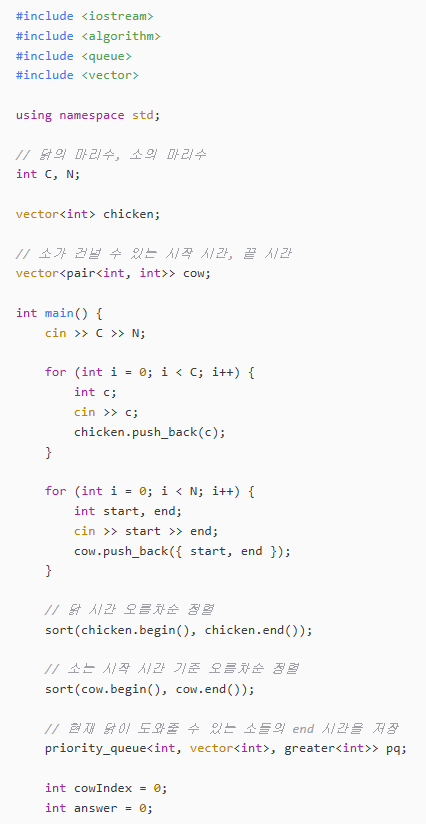 #include <iostream>
#include <algorithm>
#include <queue>
#include <vector>

using namespace std;

// 닭의 마리수, 소의 마리수
int C, N;

vector<int> chicken;

// 소가 건널 수 있는 시작 시간, 끝 시간
vector<pair<int, int>> cow;

int main() {
    cin >> C >> N;

    for (int i = 0; i < C; i++) {
        int c;
        cin >> c;
        chicken.push_back(c);
    }

    for (int i = 0; i < N; i++) {
        int start, end;
        cin >> start >> end;
        cow.push_back({ start, end });
    }

    // 닭 시간 오름차순 정렬
    sort(chicken.begin(), chicken.end());

    // 소는 시작 시간 기준 오름차순 정렬
    sort(cow.begin(), cow.end());

    // 현재 닭이 도와줄 수 있는 소들의 end 시간을 저장
    priority_queue<int, vector<int>, greater<int>> pq;

    int cowIndex = 0;
    int answer = 0;